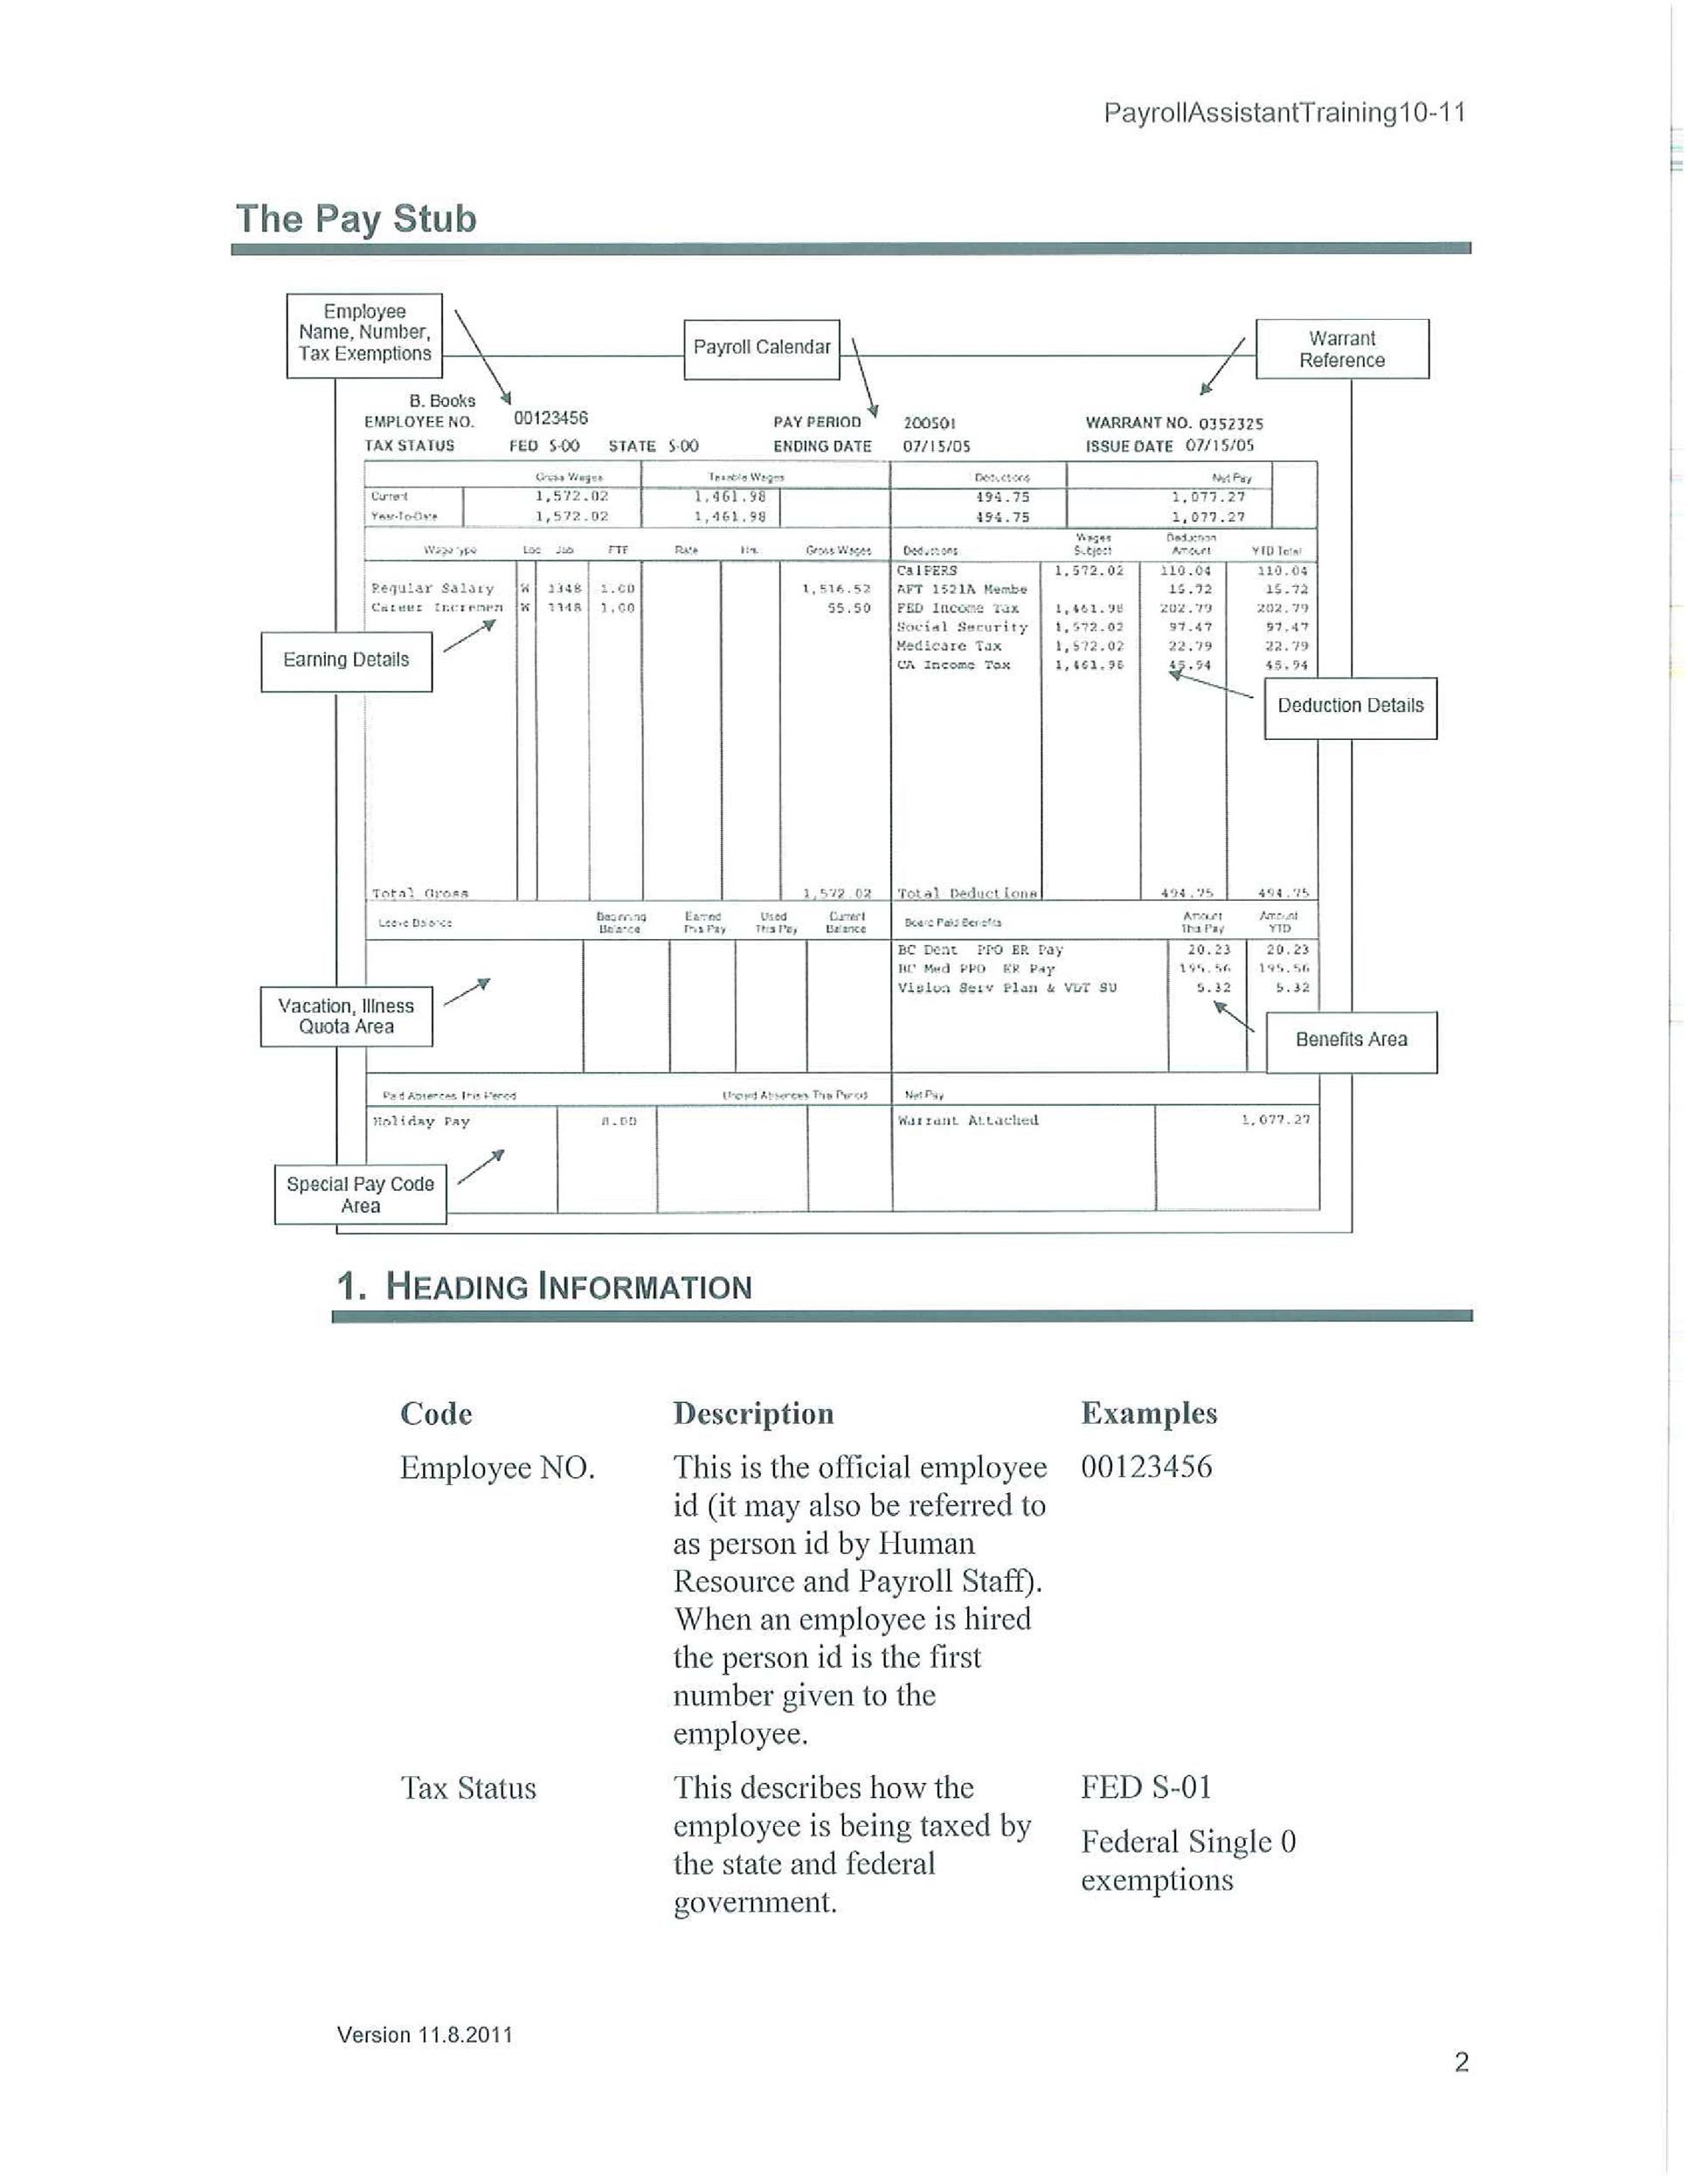 PayrollAssistantTraining10-11
The Pay Stub
Employee
Name, Number,
Tax Exemptions
Payroll Calendar
Warrant
Reference
B. Books
EMPLOYEE NO. 00123456 PAY PERIOD 200501 WARRANT NO. 0352325
TAX STATUS FED S-00 STATE S-00 ENDING DATE 07/15/05 ISSUE DATE 07/15/05
Gross Wages Taxable Wages Deductions Net Pay
Current 1,572.02 1,461.98 494.75 1,077.27
Year-To-Date 1,572.02 1,461.98 494.75 1,077.27
Wage Type Loc Job FTE Rate Hrs. Gross Wages Deductions Wages Subject Deduction Amount YTD Total
CalPERS 1,572.02 110.04 110.04
Regular Salary W 1348 1.00 1,516.52 AFT 1521A Membe 15.72 15.72
Career Incremen W 1348 1.00 55.50 FED Income Tax 1,461.98 202.79 202.79
Social Security 1,572.02 97.47 97.47
Medicare Tax 1,572.02 22.79 22.79
CA Income Tax 1,461.98 45.94 45.94
Earning Details
Deduction Details
Total Gross 1,572.02 Total Deductions 494.75 494.75
Leave Balance Beginning Balance Earned This Pay Used This Pay Current Balance Board Paid Benefits Amount This Pay Amount YTD
BC Dent PPO ER Pay 20.23 20.23
BC Med PPO ER Pay 195.56 195.56
Vision Serv Plan & VDT SU 5.32 5.32
Vacation, Illness
Quota Area
Benefits Area
Paid Absences This Period Unpaid Absences This Period Net Pay
Holiday Pay 8.00 Warrant Attached 1,077.27
Special Pay Code
Area
1. HEADING INFORMATION
Code Description Examples
Employee NO. This is the official employee 00123456
id (it may also be referred to
as person id by Human
Resource and Payroll Staff).
When an employee is hired
the person id is the first
number given to the
employee.
Tax Status This describes how the FED S-01
employee is being taxed by
the state and federal
government.
Federal Single 0
exemptions
Version 11.8.2011
2